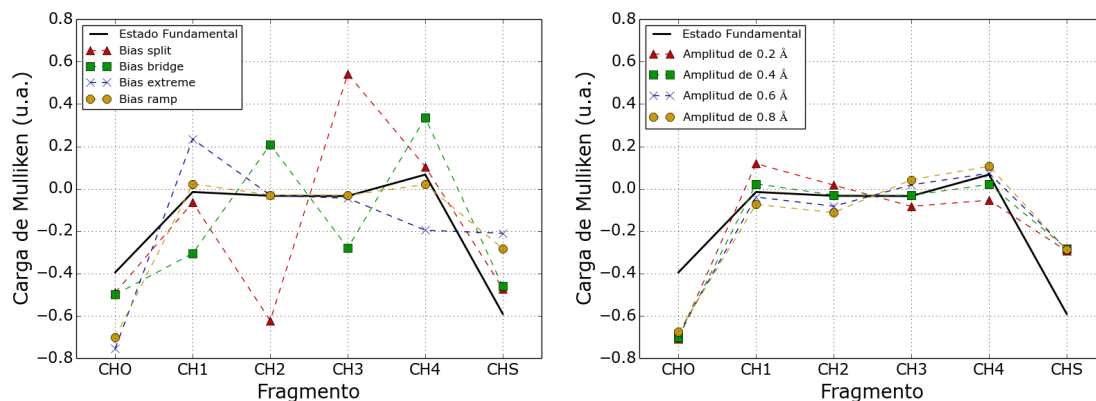 0.8
0.6
0.4
0.2
0.0
−0.2
−0.4
−0.6
−0.8
Carga de Mulliken (u.a.)
Estado Fundamental
Bias split
Bias bridge
Bias extreme
Bias ramp
CHO CH1 CH2 CH3 CH4 CHS
Fragmento
0.8
0.6
0.4
0.2
0.0
−0.2
−0.4
−0.6
−0.8
Carga de Mulliken (u.a.)
Estado Fundamental
Amplitud de 0.2 Å
Amplitud de 0.4 Å
Amplitud de 0.6 Å
Amplitud de 0.8 Å
CHO CH1 CH2 CH3 CH4 CHS
Fragmento